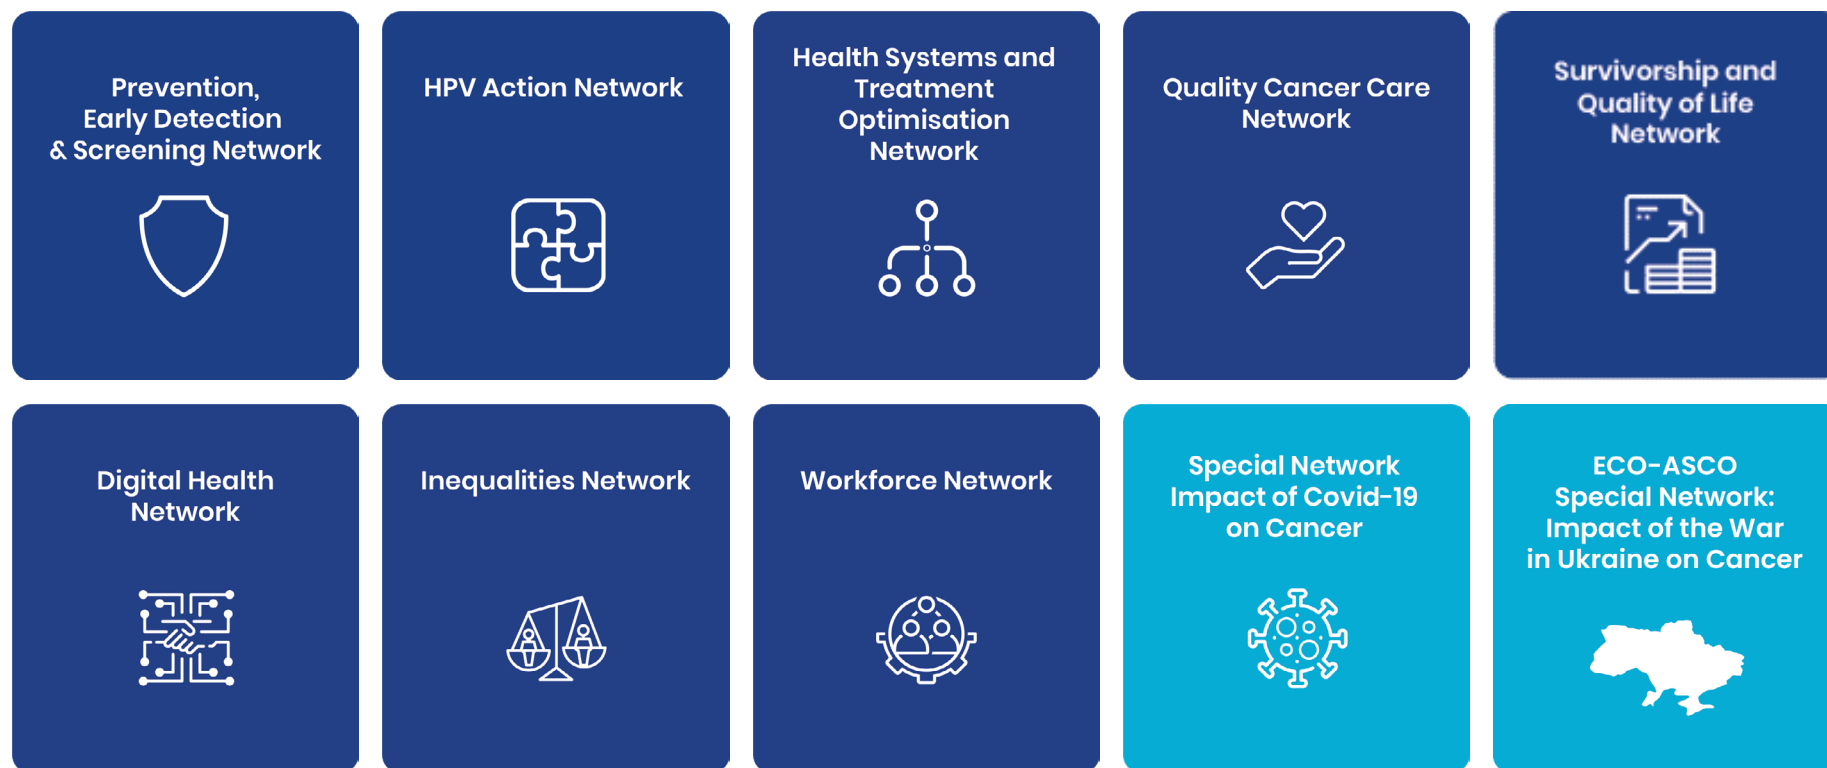 Prevention,
Early Detection
& Screening Network
HPV Action Network
Health Systems and
Treatment
Optimisation
Network
Quality Cancer Care
Network
Survivorship and
Quality of Life
Network
Digital Health
Network
Inequalities Network
Workforce Network
Special Network
Impact of Covid-19
on Cancer
ECO-ASCO
Special Network:
Impact of the War
in Ukraine on Cancer